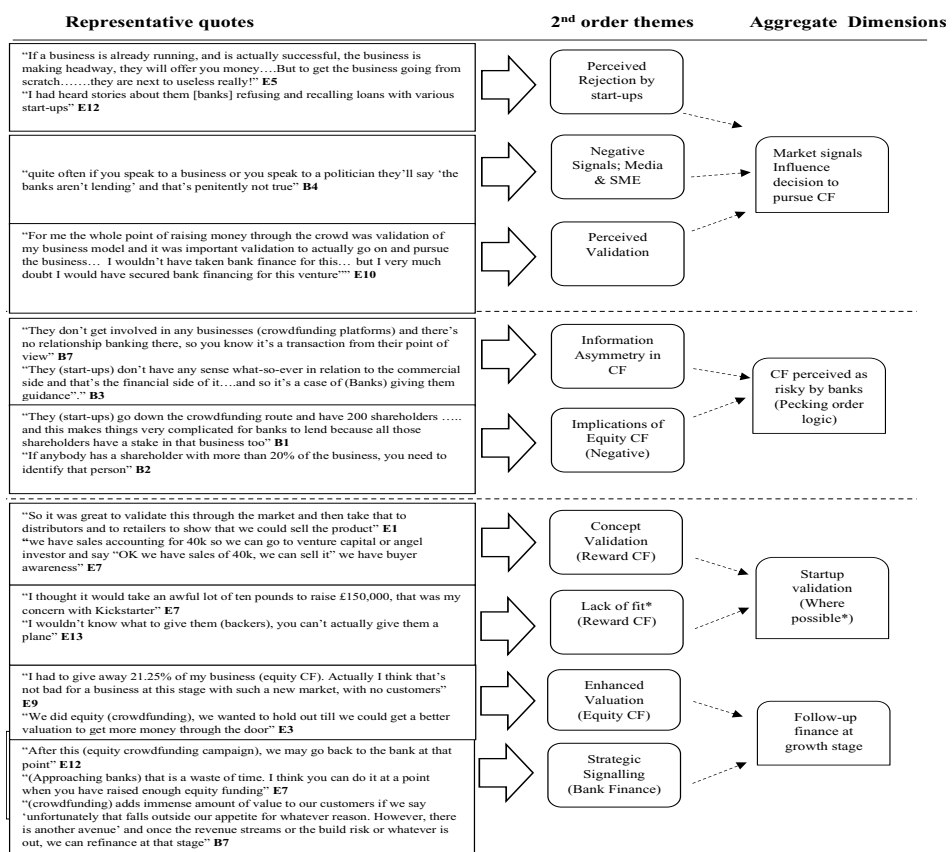 Representative quotes
2nd order themes
Aggregate Dimensions
“If a business is already running, and is actually successful, the business is
making headway, they will offer you money….But to get the business going from
scratch…….they are next to useless really!” E5
“I had heard stories about them [banks] refusing and recalling loans with various
start-ups” E12
Perceived
Rejection by
start-ups
“quite often if you speak to a business or you speak to a politician they’ll say ‘the
banks aren’t lending’ and that’s penitently not true” B4
Negative
Signals; Media
& SME
Market signals
Influence
decision to
pursue CF
“For me the whole point of raising money through the crowd was validation of
my business model and it was important validation to actually go on and pursue
the business… I wouldn’t have taken bank finance for this… but I very much
doubt I would have secured bank financing for this venture”” E10
Perceived
Validation
“They don’t get involved in any businesses (crowdfunding platforms) and there’s
no relationship banking there, so you know it’s a transaction from their point of
view” B7
“They (start-ups) don’t have any sense what-so-ever in relation to the commercial
side and that’s the financial side of it….and so it’s a case of (Banks) giving them
guidance”.” B3
Information
Asymmetry in
CF
CF perceived as
risky by banks
(Pecking order
logic)
“They (start-ups) go down the crowdfunding route and have 200 shareholders …..
and this makes things very complicated for banks to lend because all those
shareholders have a stake in that business too” B1
“If anybody has a shareholder with more than 20% of the business, you need to
identify that person” B2
Implications of
Equity CF
(Negative)
“So it was great to validate this through the market and then take that to
distributors and to retailers to show that we could sell the product” E1
“we have sales accounting for 40k so we can go to venture capital or angel
investor and say “OK we have sales of 40k, we can sell it” we have buyer
awareness” E7
Concept
Validation
(Reward CF)
Startup
validation
(Where
possible*)
“I thought it would take an awful lot of ten pounds to raise £150,000, that was my
concern with Kickstarter” E7
“I wouldn’t know what to give them (backers), you can’t actually give them a
plane” E13
Lack of fit*
(Reward CF)
“I had to give away 21.25% of my business (equity CF). Actually I think that’s
not bad for a business at this stage with such a new market, with no customers”
E9
“We did equity (crowdfunding), we wanted to hold out till we could get a better
valuation to get more money through the door” E3
Enhanced
Valuation
(Equity CF)
Follow-up
finance at
growth stage
“After this (equity crowdfunding campaign), we may go back to the bank at that
point” E12
“(Approaching banks) that is a waste of time. I think you can do it at a point
when you have raised enough equity funding” E7
“(crowdfunding) adds immense amount of value to our customers if we say
‘unfortunately that falls outside our appetite for whatever reason. However, there
is another avenue’ and once the revenue streams or the build risk or whatever is
out, we can refinance at that stage” B7
Strategic
Signalling
(Bank Finance)